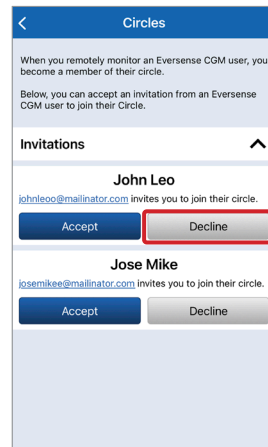 Circles
When you remotely monitor an Eversense CGM user, you
become a member of their circle.
Below, you can accept an invitation from an Eversense
CGM user to join their Circle.
Invitations
John Leo
johnleoo@mailinator.com invites you to join their circle.
Accept Decline
Jose Mike
josemikee@mailinator.com invites you to join their circle.
Accept Decline